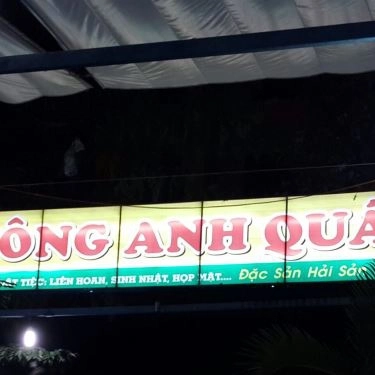 ÔNG ANH QUÁ
TIỆC: LIÊN HOAN, SINH NHẬT, HỌP MẶT.... Đặc Sản Hải Sản